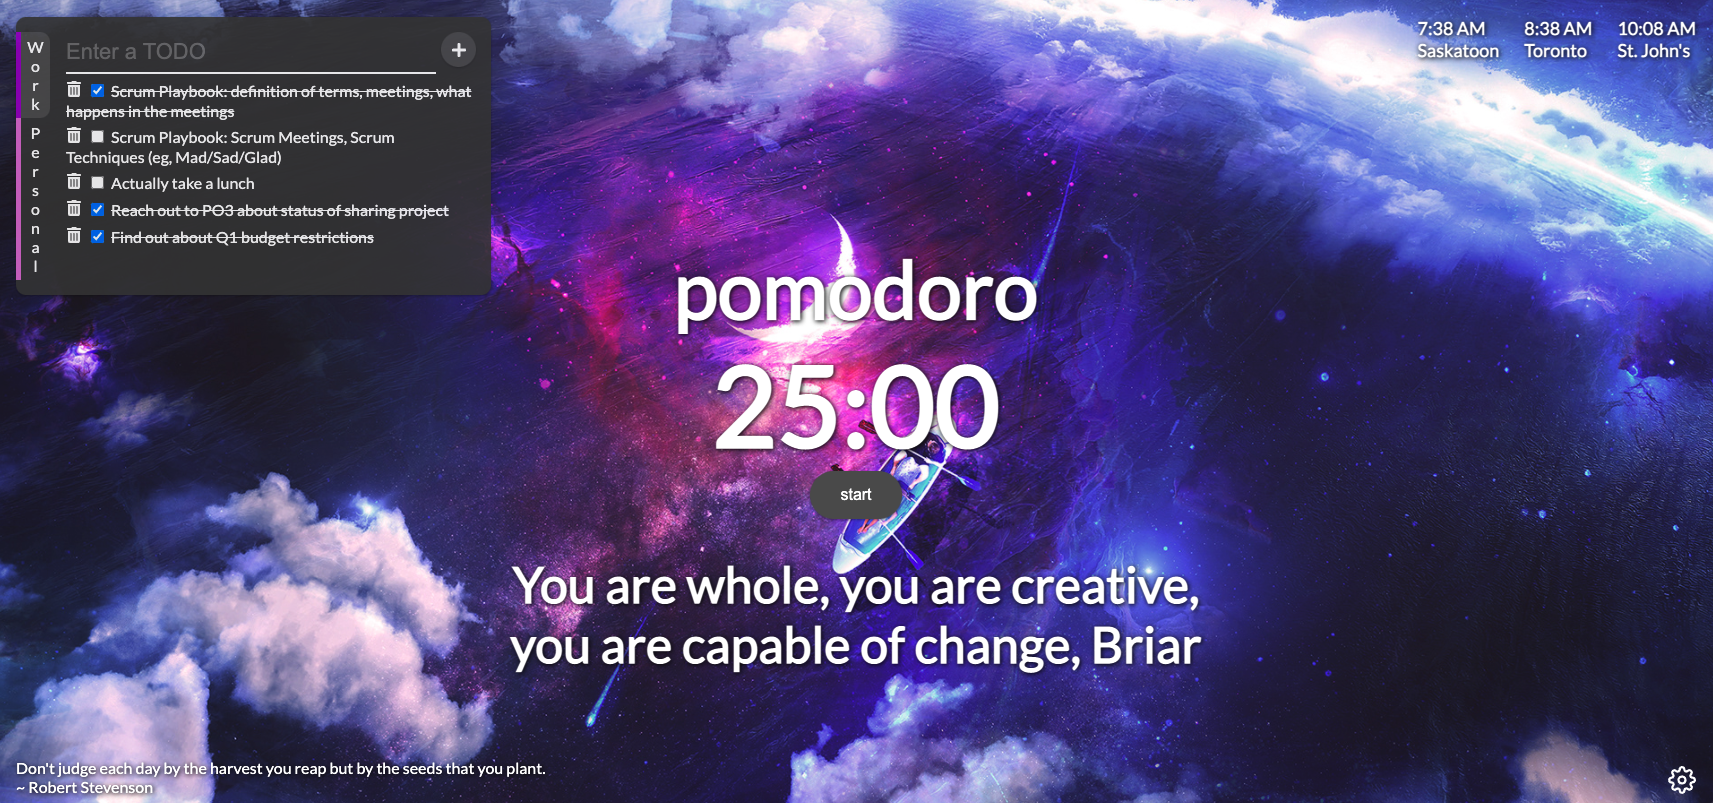 Work
Enter a TODO
+
Scrum Playbook: definition of terms, meetings, what
happens in the meetings
Scrum Playbook: Scrum Meetings, Scrum
Techniques (eg, Mad/Sad/Glad)
Actually take a lunch
Reach out to PO3 about status of sharing project
Find out about Q1 budget restrictions
Personal
7:38 AM
Saskatoon
8:38 AM
Toronto
10:08 AM
St. John's
pomodoro
25:00
start
You are whole, you are creative,
you are capable of change, Briar
Don't judge each day by the harvest you reap but by the seeds that you plant.
~ Robert Stevenson